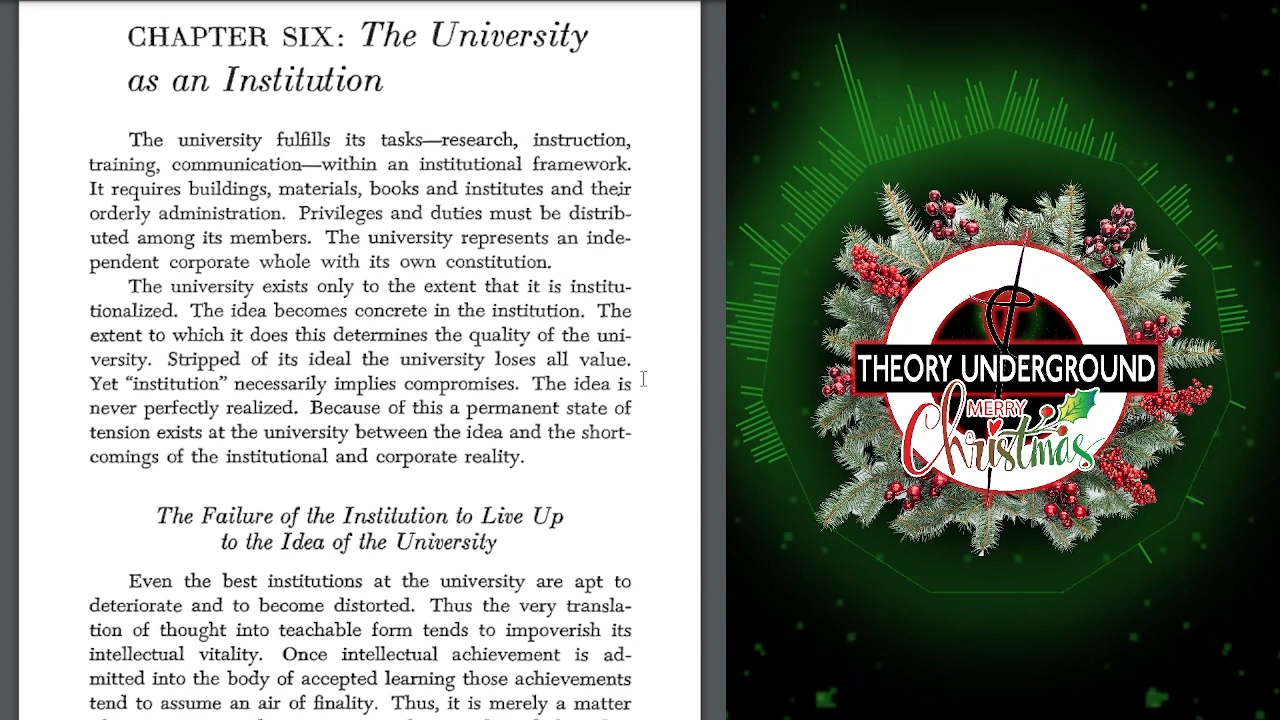 CHAPTER SIX: The University
as an Institution
The university fulfills its tasks—research, instruction,
training, communication—within an institutional framework.
It requires buildings, materials, books and institutes and their
orderly administration. Privileges and duties must be distrib-
uted among its members. The university represents an inde-
pendent corporate whole with its own constitution.
The university exists only to the extent that it is institu-
tionalized. The idea becomes concrete in the institution. The
extent to which it does this determines the quality of the uni-
versity. Stripped of its ideal the university loses all value.
Yet “institution” necessarily implies compromises. The idea is
never perfectly realized. Because of this a permanent state of
tension exists at the university between the idea and the short-
comings of the institutional and corporate reality.
The Failure of the Institution to Live Up
to the Idea of the University
Even the best institutions at the university are apt to
deteriorate and to become distorted. Thus the very transla-
tion of thought into teachable form tends to impoverish its
intellectual vitality. Once intellectual achievement is ad-
mitted into the body of accepted learning those achievements
tend to assume an air of finality. Thus, it is merely a matter
THEORY UNDERGROUND
MERRY
Christmas